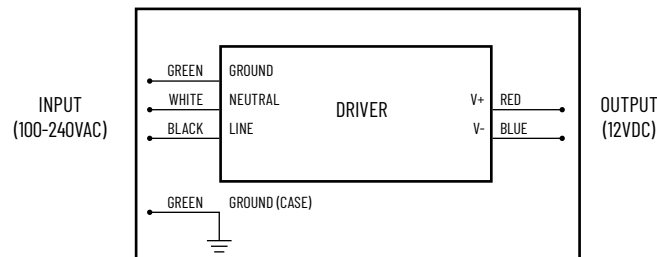 GREEN GROUND
INPUT
(100-240VAC)
WHITE NEUTRAL
DRIVER
V+ RED
OUTPUT
(12VDC)
BLACK LINE
V- BLUE
GREEN GROUND (CASE)